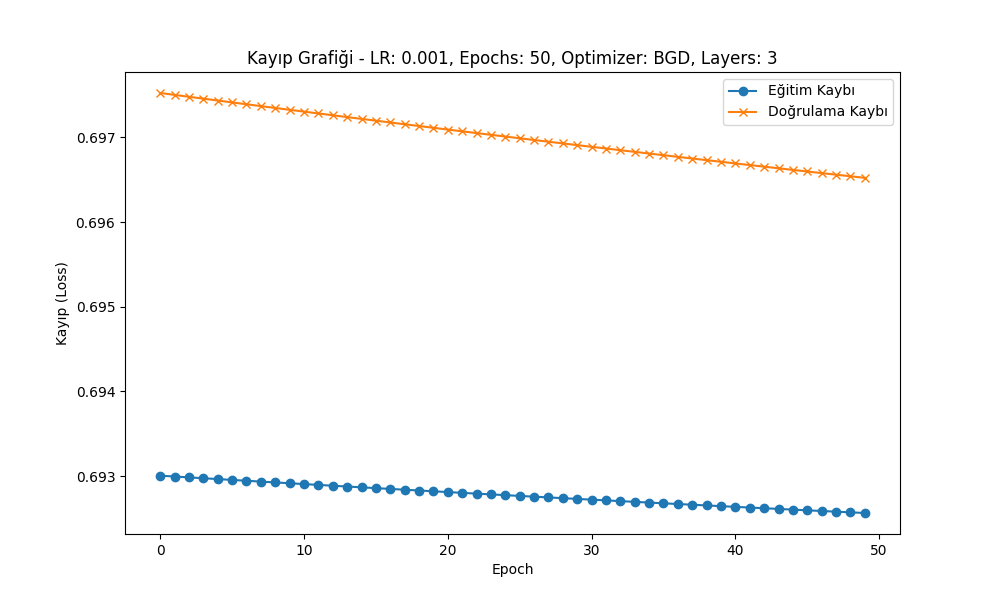 Kayıp Grafiği - LR: 0.001, Epochs: 50, Optimizer: BGD, Layers: 3
Eğitim Kaybı
Doğrulama Kaybı
0.697
0.696
0.695
0.694
0.693
Kayıp (Loss)
0 10 20 30 40 50
Epoch